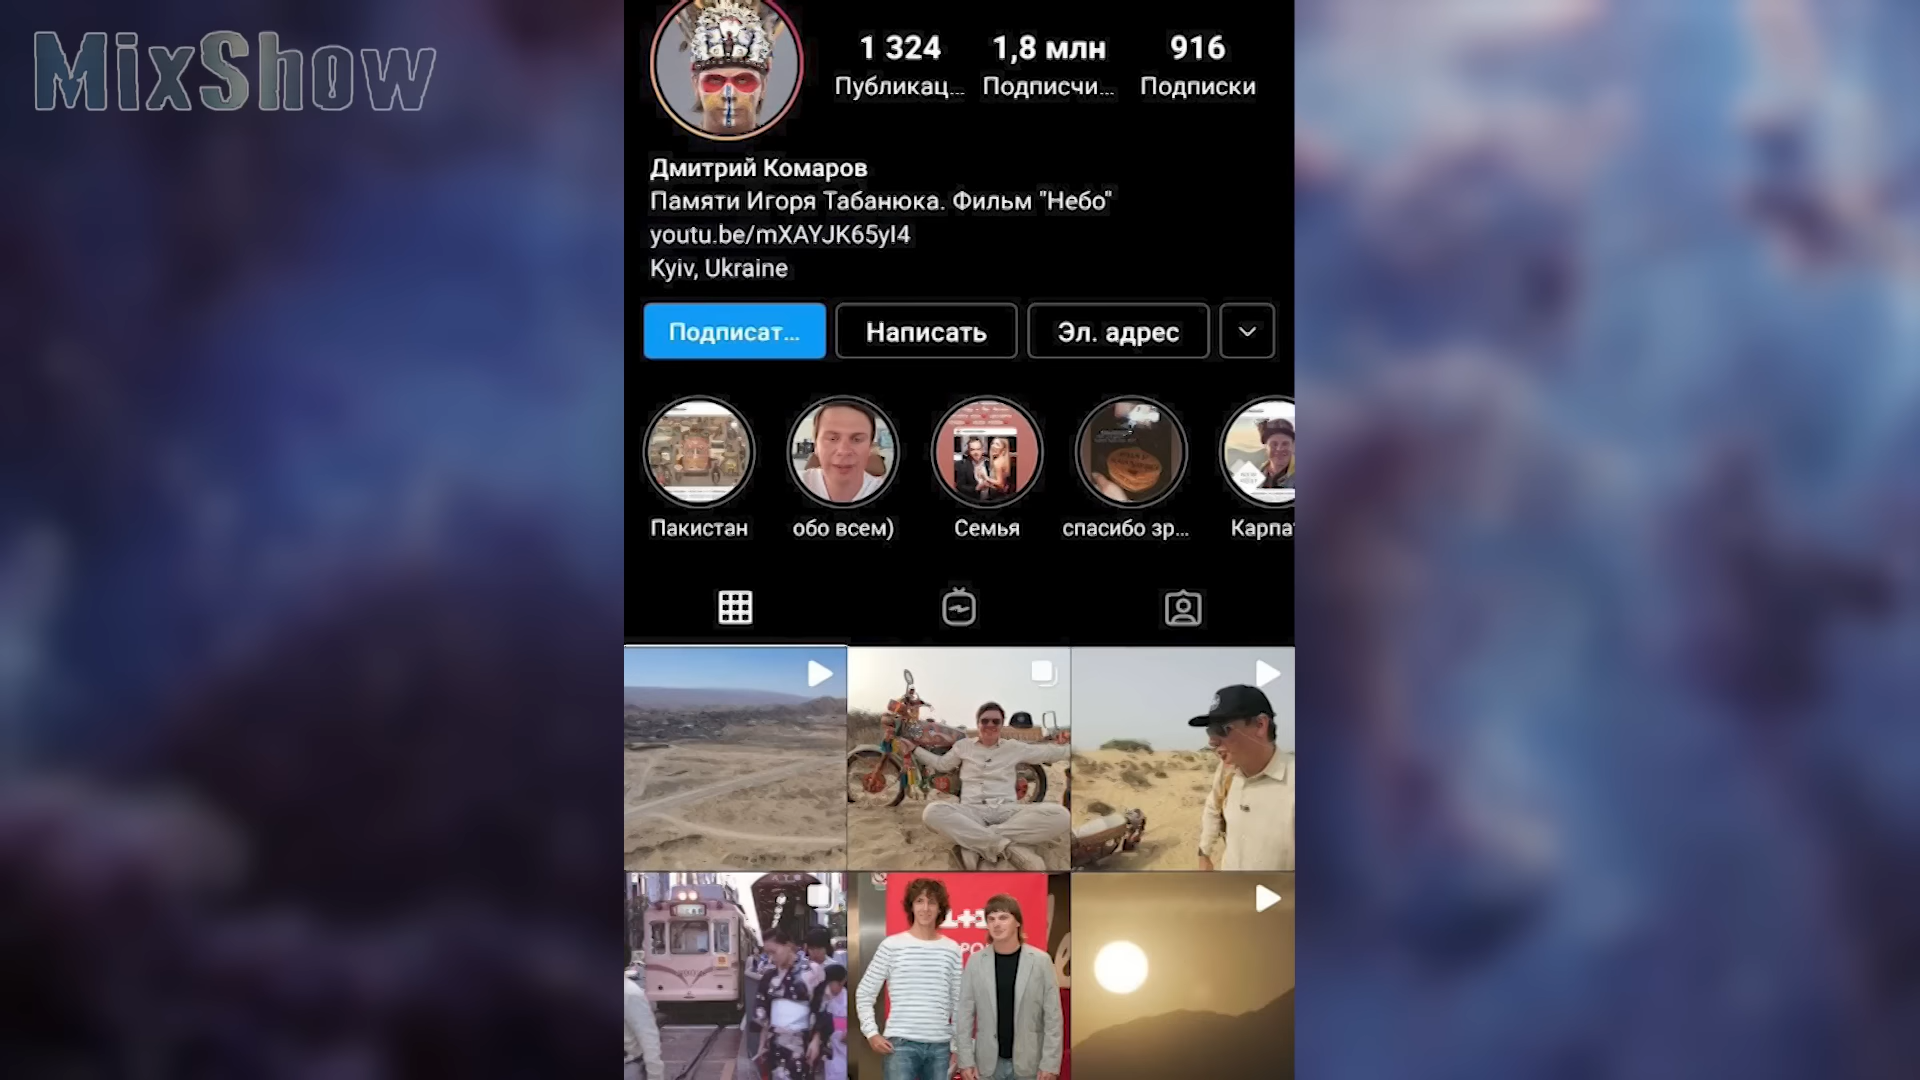 MixShow
1 324
1,8 млн
916
Публикац...
Подписчи...
Подписки
Дмитрий Комаров
Памяти Игоря Табанюка. Фильм "Небо"
youtu.be/mXAYJK65yI4
Kyiv, Ukraine
Подписат...
Написать
Эл. адрес
Пакистан
обо всем)
Семья
спасибо зр...
Карпа